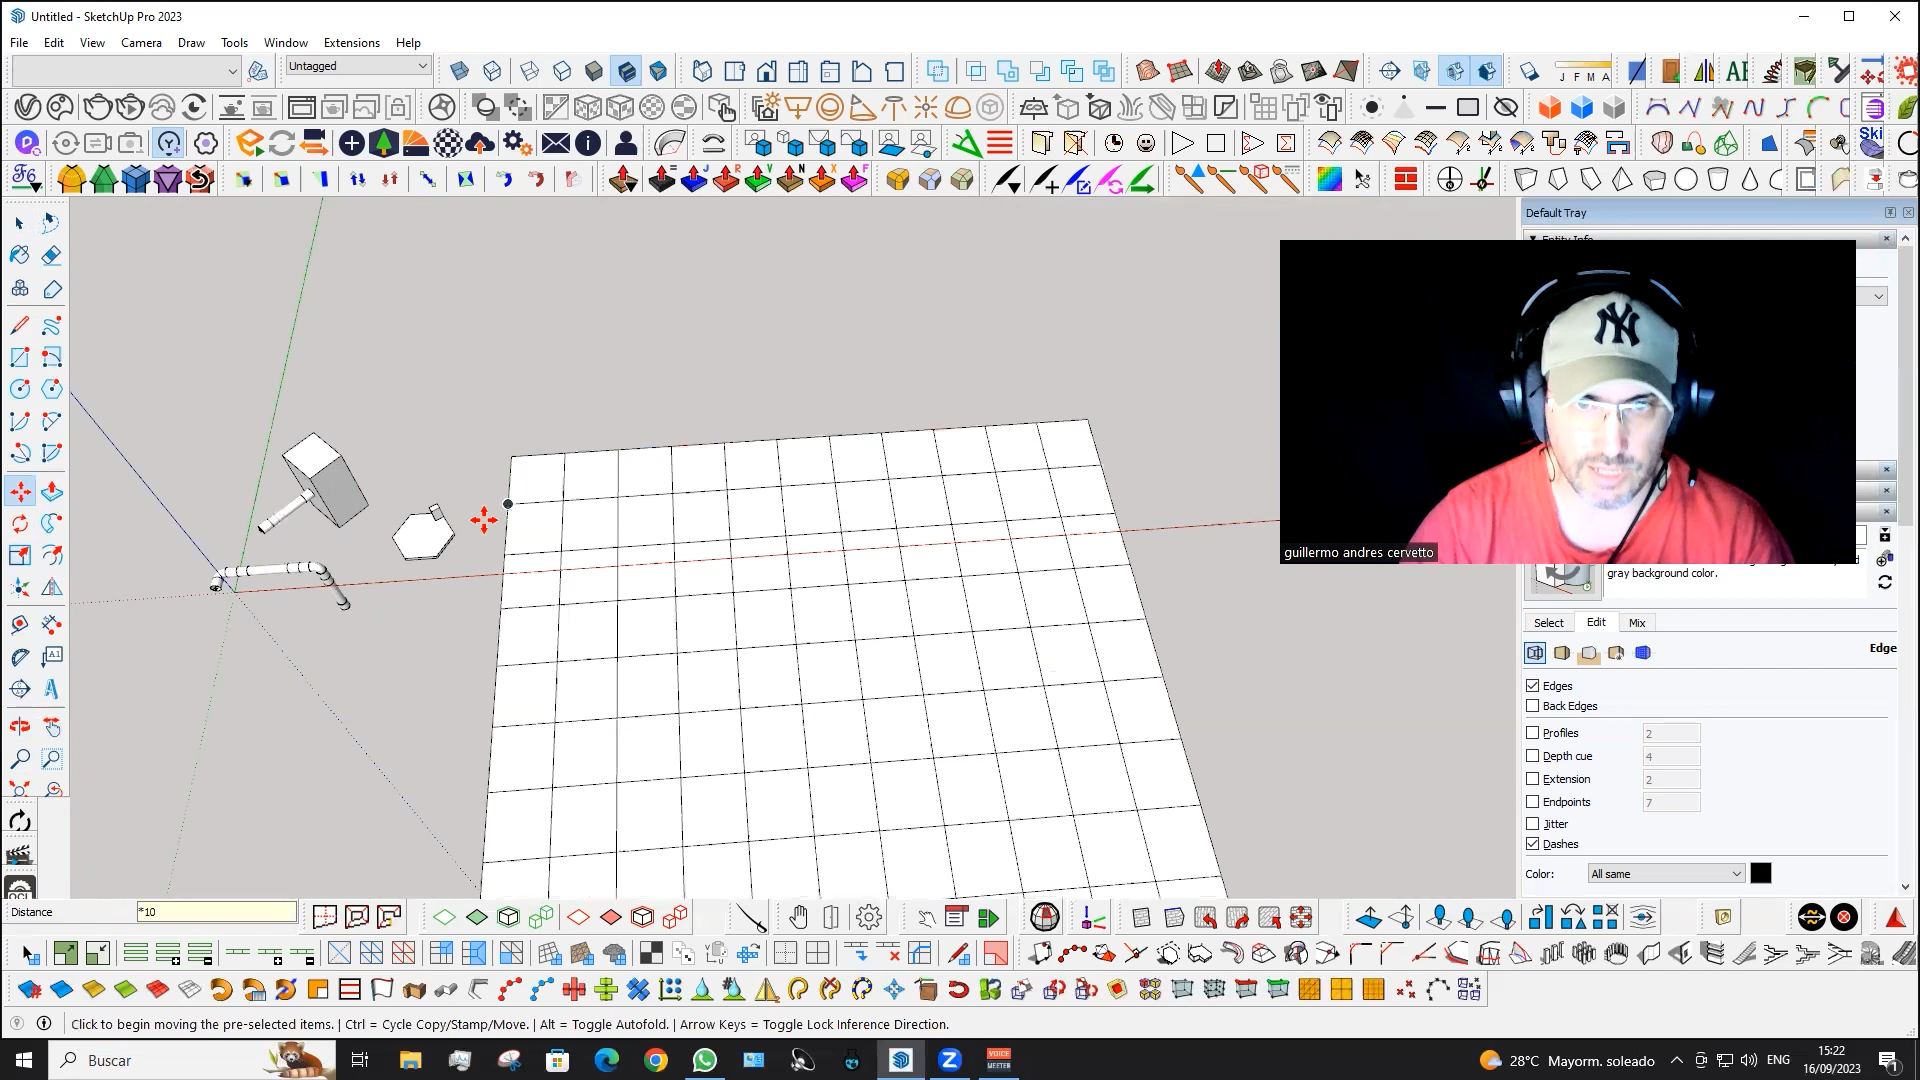 Untitled - SketchUp Pro 2023
File Edit View Camera Draw Tools Window Extensions Help
Untagged
J F M A
Default Tray
guillermo andres cervetto
gray background color.
Select Edit Mix
Edge
Edges
Back Edges
Profiles 2
Depth cue 4
Extension 2
Endpoints 7
Jitter
Dashes
Color: All same
Distance *10
Click to begin moving the pre-selected items. | Ctrl = Cycle Copy/Stamp/Move. | Alt = Toggle Autofold. | Arrow Keys = Toggle Lock Inference Direction.
Buscar
VOICE
MEETER
28°C Mayorm. soleado
ENG
15:22
16/09/2023